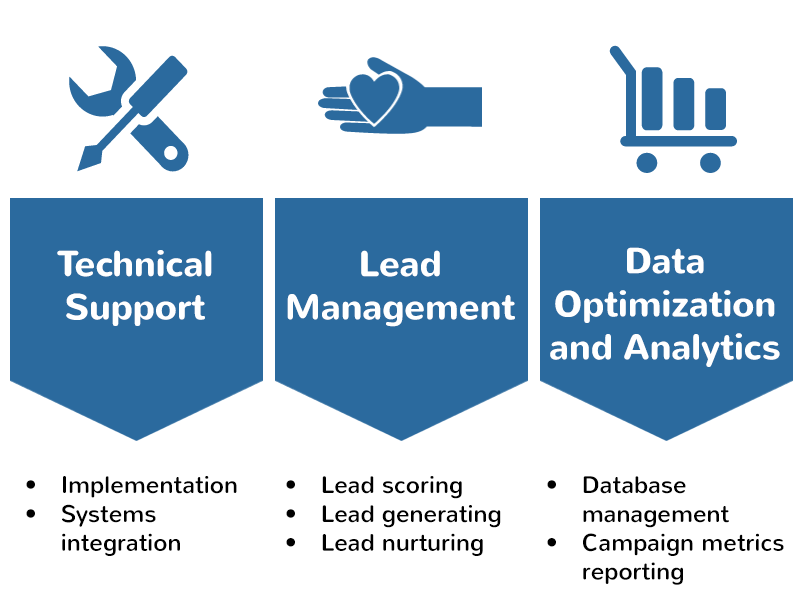 Technical
Support
Lead
Management
Data
Optimization
and Analytics
• Implementation
• Systems
integration
• Lead scoring
• Lead generating
• Lead nurturing
• Database
management
• Campaign metrics
reporting